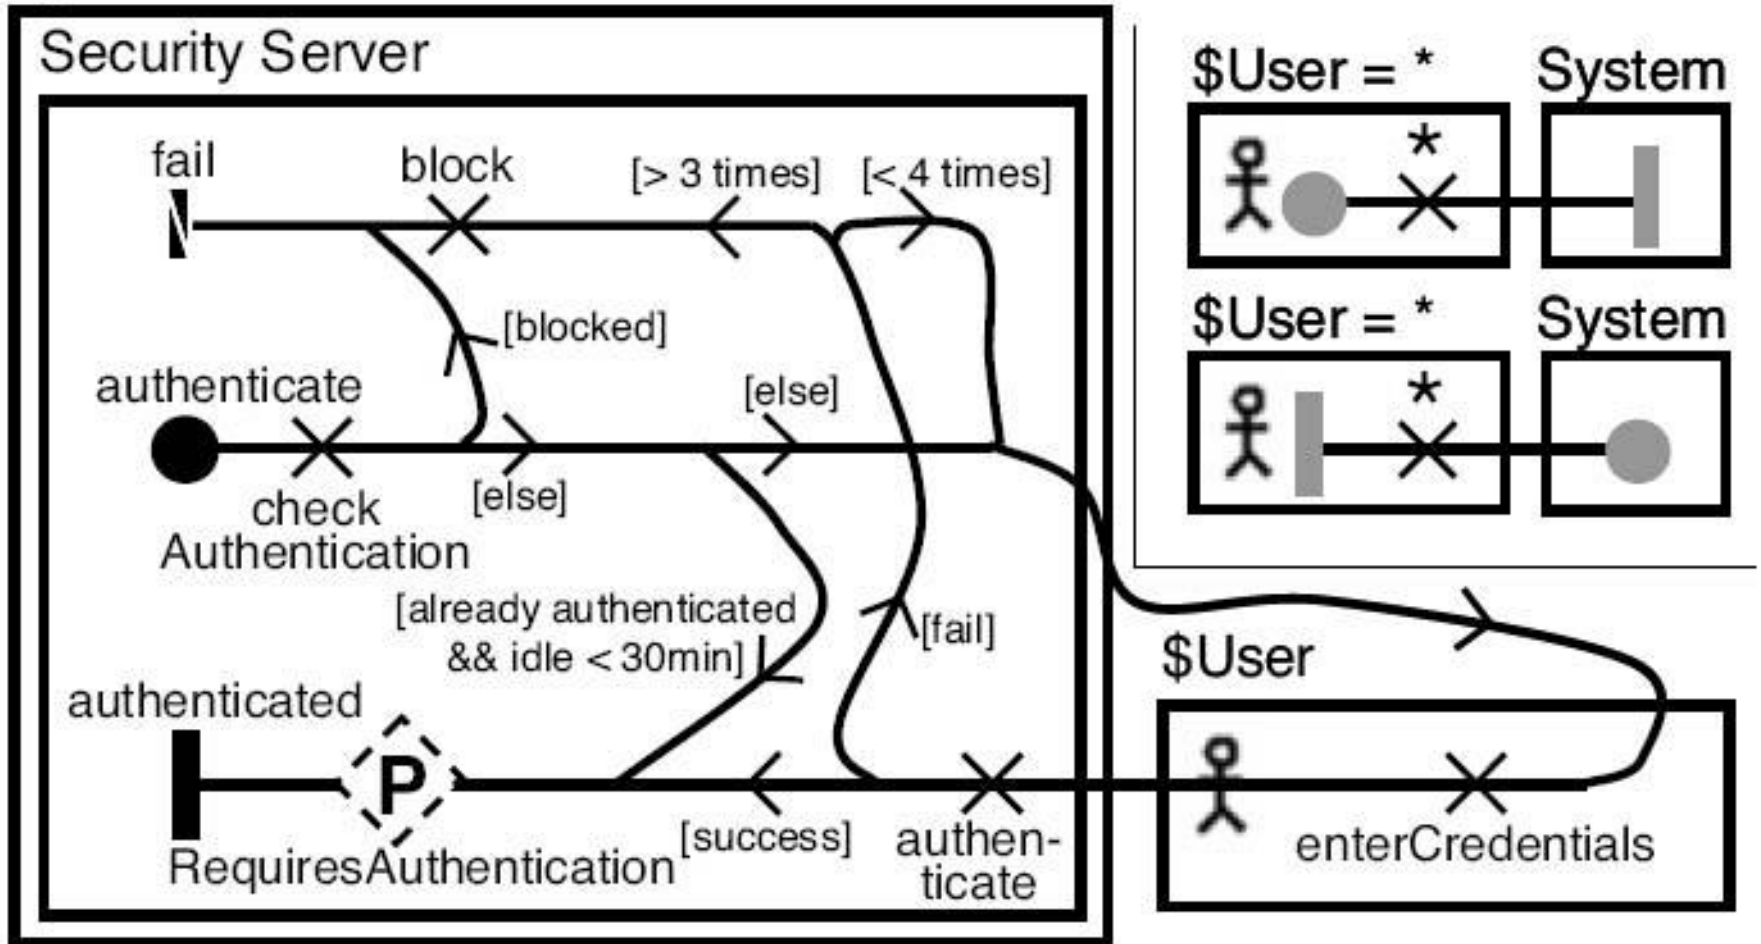 Security Server
fail
block
[> 3 times]
[< 4 times]
[blocked]
authenticate
[else]
check
Authentication
[else]
[already authenticated
&& idle < 30min]
[fail]
authenticated
P
RequiresAuthentication
[success]
authen-
ticate
$User = *
System
*
$User = *
System
*
$User
enterCredentials